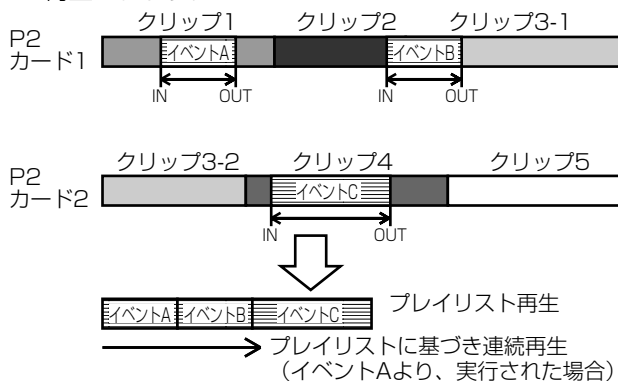 クリップ1 クリップ2 クリップ3-1
P2
カード1
イベントA イベントB
IN OUT IN OUT
クリップ3-2 クリップ4 クリップ5
P2
カード2
イベントC
IN OUT
イベントA イベントB イベントC プレイリスト再生
プレイリストに基づき連続再生
（イベントAより、実行された場合）